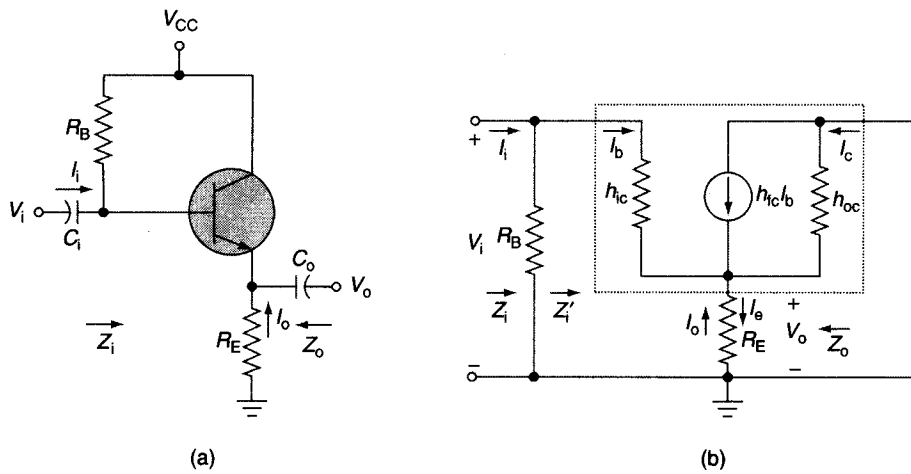 V_CC
R_B
I_i
V_i
C_i
C_o
V_o
R_E
I_o
Z_o
Z_i
(a)
+
I_i
I_b
I_c
h_ic
h_fc I_b
h_oc
V_i
R_B
Z_i
Z_i'
I_o
I_e
R_E
+
V_o
Z_o
−
−
(b)